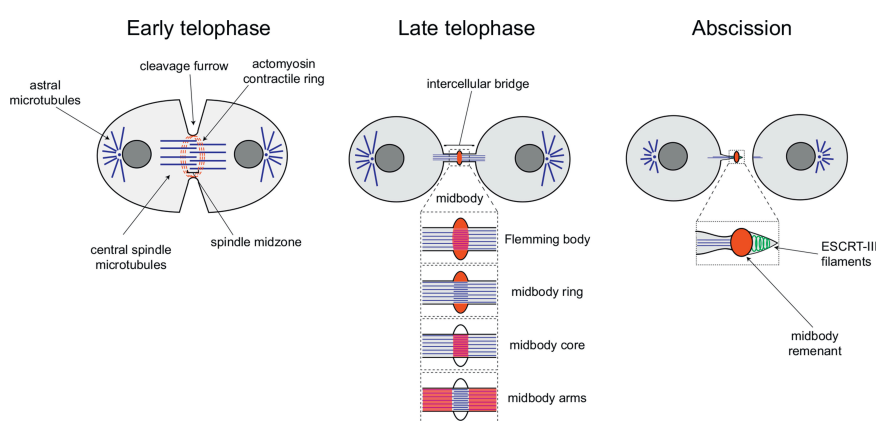 Early telophase
Late telophase
Abscission
cleavage furrow
actomyosin
contractile ring
astral
microtubules
central spindle
microtubules
spindle midzone
intercellular bridge
midbody
Flemming body
midbody ring
midbody core
midbody arms
ESCRT-III
filaments
midbody
remenant